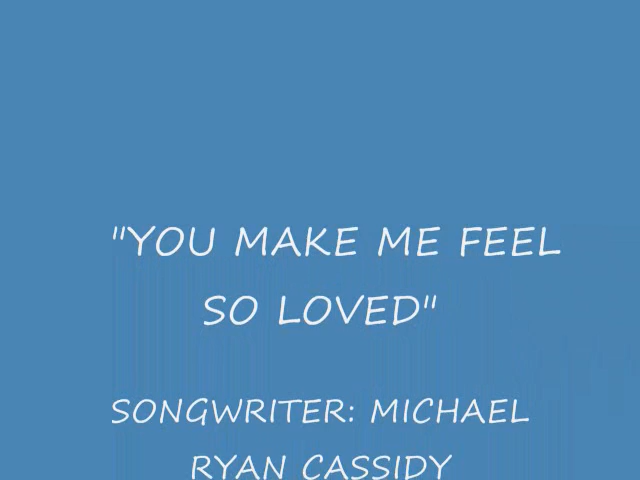 "YOU MAKE ME FEEL
SO LOVED"
SONGWRITER: MICHAEL
RYAN CASSIDY